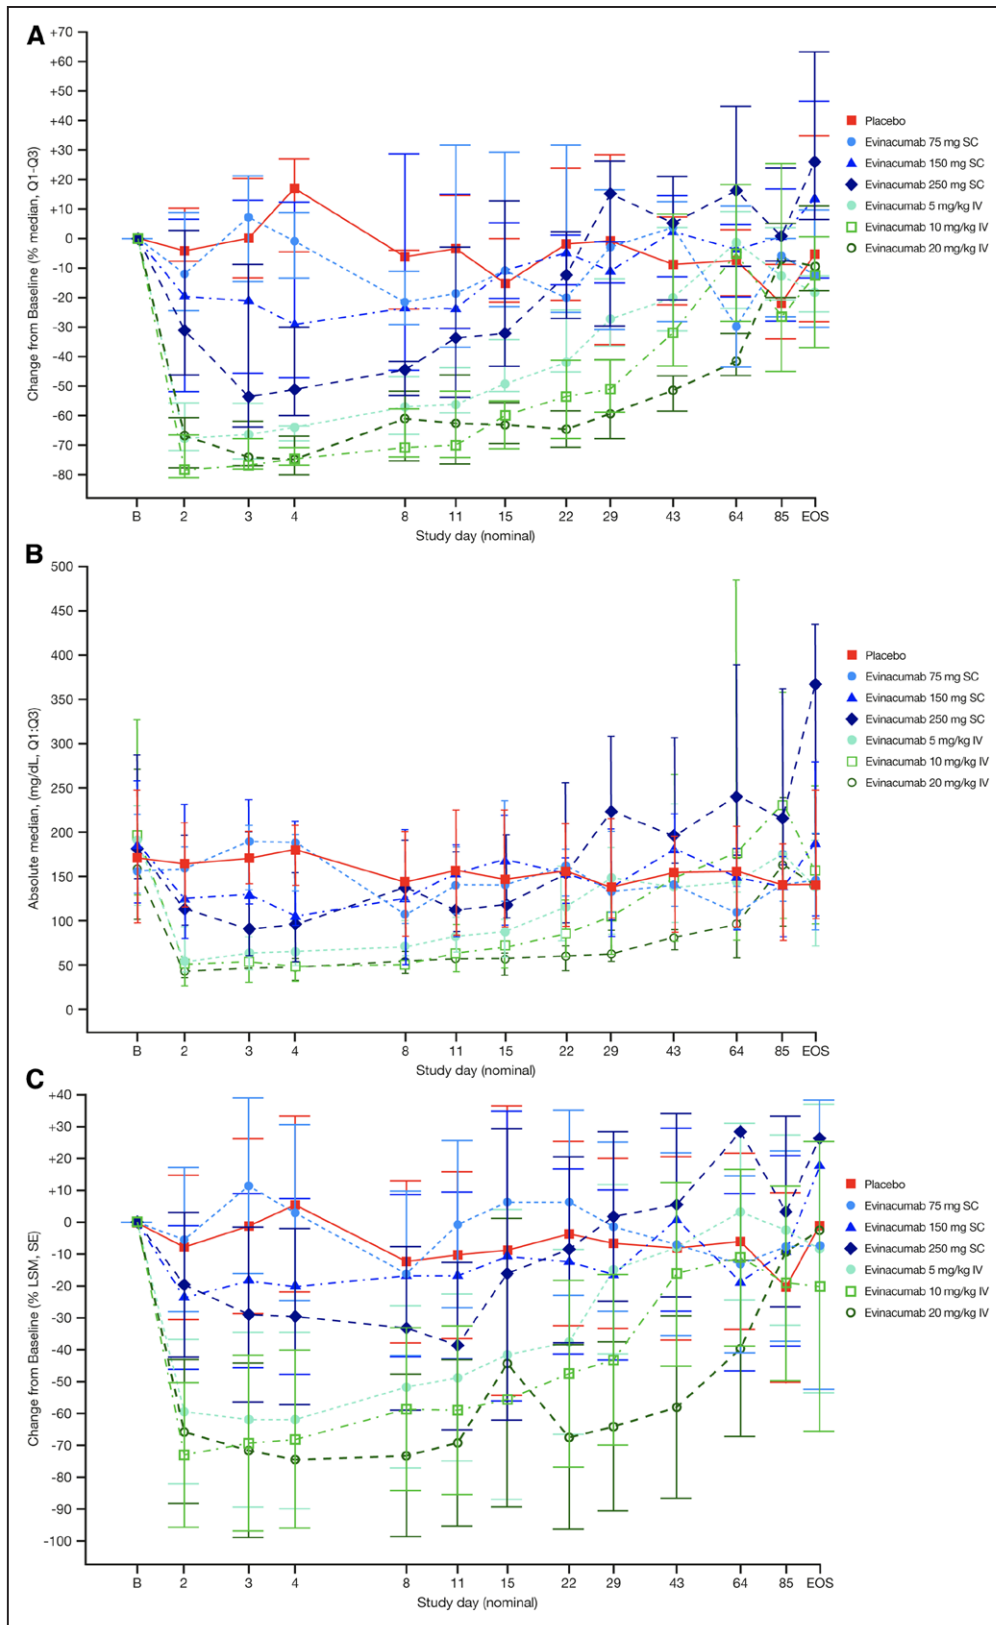 A
+70
+60
+50
+40
+30
+20
+10
0
-10
-20
-30
-40
-50
-60
-70
-80
Change from Baseline (% median, Q1-Q3)
B 2 3 4 8 11 15 22 29 43 64 85 EOS
Study day (nominal)
Placebo
Evinacumab 75 mg SC
Evinacumab 150 mg SC
Evinacumab 250 mg SC
Evinacumab 5 mg/kg IV
Evinacumab 10 mg/kg IV
Evinacumab 20 mg/kg IV
B
500
450
400
350
300
250
200
150
100
50
0
Absolute median, (mg/dL, Q1:Q3)
B 2 3 4 8 11 15 22 29 43 64 85 EOS
Study day (nominal)
Placebo
Evinacumab 75 mg SC
Evinacumab 150 mg SC
Evinacumab 250 mg SC
Evinacumab 5 mg/kg IV
Evinacumab 10 mg/kg IV
Evinacumab 20 mg/kg IV
C
+40
+30
+20
+10
0
-10
-20
-30
-40
-50
-60
-70
-80
-90
-100
Change from Baseline (% LSM, SE)
B 2 3 4 8 11 15 22 29 43 64 85 EOS
Study day (nominal)
Placebo
Evinacumab 75 mg SC
Evinacumab 150 mg SC
Evinacumab 250 mg SC
Evinacumab 5 mg/kg IV
Evinacumab 10 mg/kg IV
Evinacumab 20 mg/kg IV